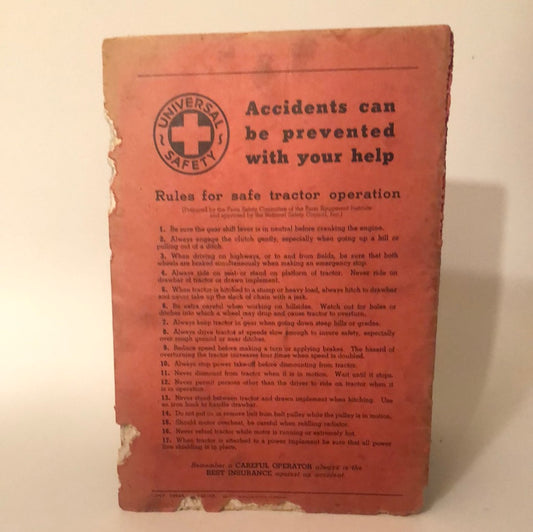 UNIVERSAL
SAFETY
Accidents can
be prevented
with your help
Rules for safe tractor operation
(Prepared by the Farm Safety Committee of the Farm Equipment Institute
and approved by the National Safety Council, Inc.)
1. Be sure the gear shift lever is in neutral before cranking the engine.
2. Always engage the clutch gently, especially when going up a hill or
pulling out of a ditch.
3. When driving on highways, or to and from fields, be sure that both
wheels are braked simultaneously when making an emergency stop.
4. Always ride on seat or stand on platform of tractor. Never ride on
drawbar of tractor or drawn implement.
5. When tractor is hitched to a stump or heavy load, always hitch to drawbar
and never take up the slack of chain with a jerk.
6. Be extra careful when working on hillsides. Watch out for holes or
ditches into which a wheel may drop and cause tractor to overturn.
7. Always keep tractor in gear when going down steep hills or grades.
8. Always drive tractor at speeds slow enough to insure safety, especially
over rough ground or near ditches.
9. Reduce speed before making a turn or applying brakes. The hazard of
overturning the tractor increases four times when speed is doubled.
10. Always stop power takeoff before dismounting from tractor.
11. Never dismount from tractor when it is in motion. Wait until it stops.
12. Never permit persons other than the driver to ride on tractor when it
is in operation.
13. Never stand between tractor and drawn implement when hitching. Use
an iron hook to handle drawbar.
14. Do not put on or remove belt from belt pulley while the pulley is in motion.
15. Should motor overheat, be careful when refilling radiator.
16. Never refuel tractor while motor is running or extremely hot.
17. When tractor is attached to a power implement be sure that all power
line shielding is in place.
Remember a CAREFUL OPERATOR always is the
BEST INSURANCE against an accident.